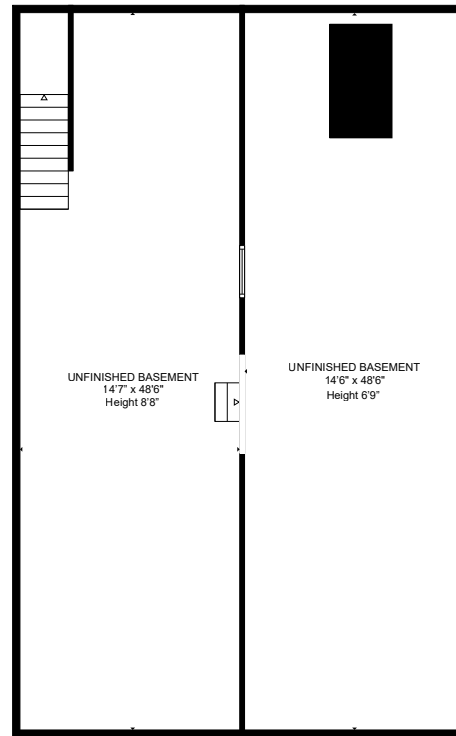 UNFINISHED BASEMENT
14'7" x 48'6"
Height 8'8"
UNFINISHED BASEMENT
14'6" x 48'6"
Height 6'9"